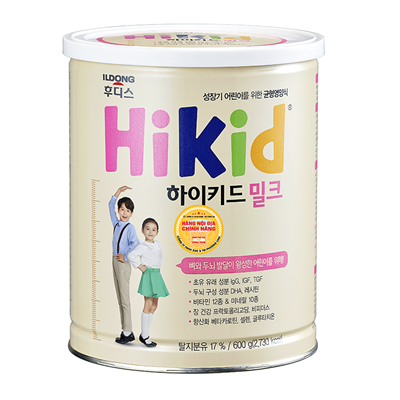 ILDONG
후디스
성장기 어린이를 위한 균형영양식
HiKid®
하이키드 밀크
HÀNG NỘI ĐỊA
CHÍNH HÃNG
뼈와 두뇌 발달이 왕성한 어린이를 위해!
• 초유 유래 성분 IgG, IGF, TGF
• 두뇌 구성 성분 DHA, 레시틴
• 비타민 12종 & 미네랄 10종
• 장 건강 프락토올리고당, 비피더스
• 항산화 베타카로틴, 셀렌, 글루타치온
탈지분유 17 % / 600 g(2,730 kcal)